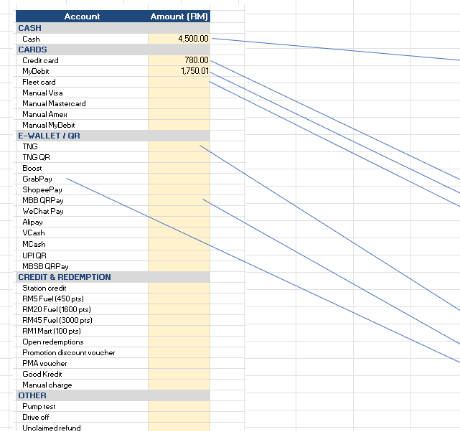 Account Amount (RM)
CASH
Cash 4,500.00
CARDS
Credit card 780.00
MyDebit 1,750.01
Fleet card
Manual Visa
Manual Mastercard
Manual Amex
Manual MyDebit
E-WALLET / QR
TNG
TNG QR
Boost
GrabPay
ShopeePay
MBB QRPay
WeChat Pay
Alipay
VCash
MCash
UPI QR
MBSB QRPay
CREDIT & REDEMPTION
Station credit
RM5 Fuel (450 pts)
RM20 Fuel (1600 pts)
RM45 Fuel (3000 pts)
RM1 Mart (100 pts)
Open redemptions
Promotion discount voucher
PMA voucher
Good Kredit
Manual charge
OTHER
Pump test
Drive off
Unclaimed refund